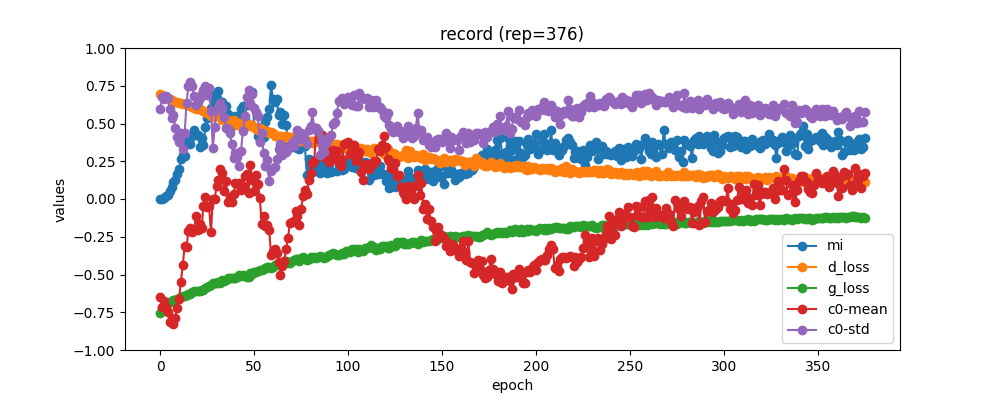 record (rep=376)
1.00
0.75
0.50
0.25
0.00
−0.25
−0.50
−0.75
−1.00
values
0 50 100 150 200 250 300 350
epoch
mi
d_loss
g_loss
c0-mean
c0-std